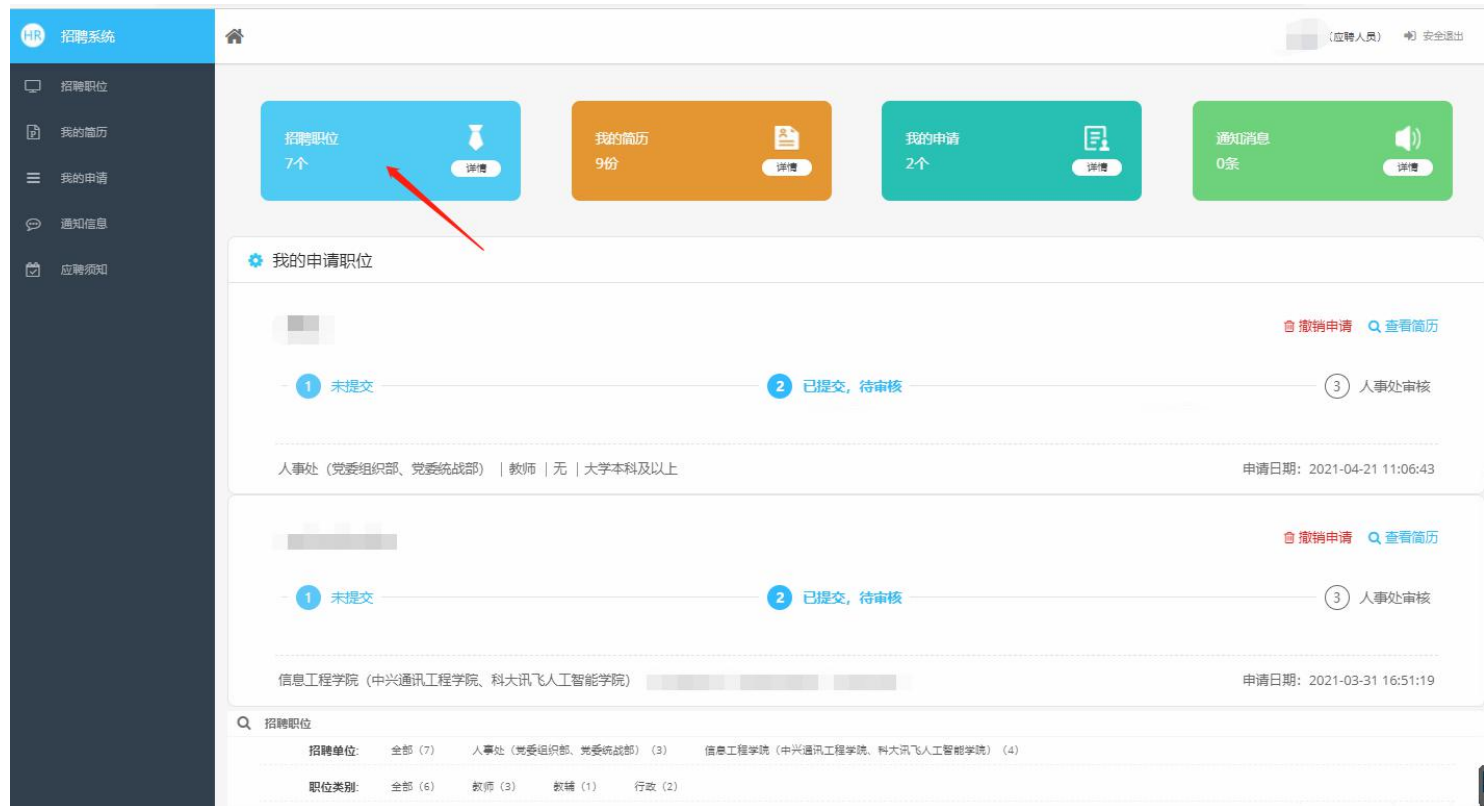 HR 招聘系统
（应聘人员） 安全退出
招聘职位
我的简历
我的申请
通知信息
应聘须知
招聘职位
7个
详情
我的简历
9份
详情
我的申请
2个
详情
通知消息
0条
详情
我的申请职位
撤销申请 查看简历
1 未提交 2 已提交，待审核 3 人事处审核
人事处（党委组织部、党委统战部） | 教师 | 无 | 大学本科及以上 申请日期：2021-04-21 11:06:43
撤销申请 查看简历
1 未提交 2 已提交，待审核 3 人事处审核
信息工程学院（中兴通讯工程学院、科大讯飞人工智能学院） 申请日期：2021-03-31 16:51:19
招聘职位
招聘单位: 全部（7） 人事处（党委组织部、党委统战部）（3） 信息工程学院（中兴通讯工程学院、科大讯飞人工智能学院）（4）
职位类别: 全部（6） 教师（3） 教辅（1） 行政（2）